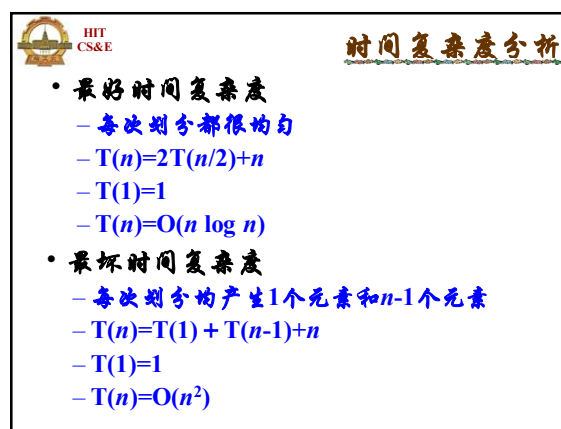 HIT
CS&E
时间复杂度分析
• 最好时间复杂度
– 每次划分都很均匀
– T(n)=2T(n/2)+n
– T(1)=1
– T(n)=O(n log n)
• 最坏时间复杂度
– 每次划分均产生1个元素和n-1个元素
– T(n)=T(1)+T(n-1)+n
– T(1)=1
– T(n)=O(n²)